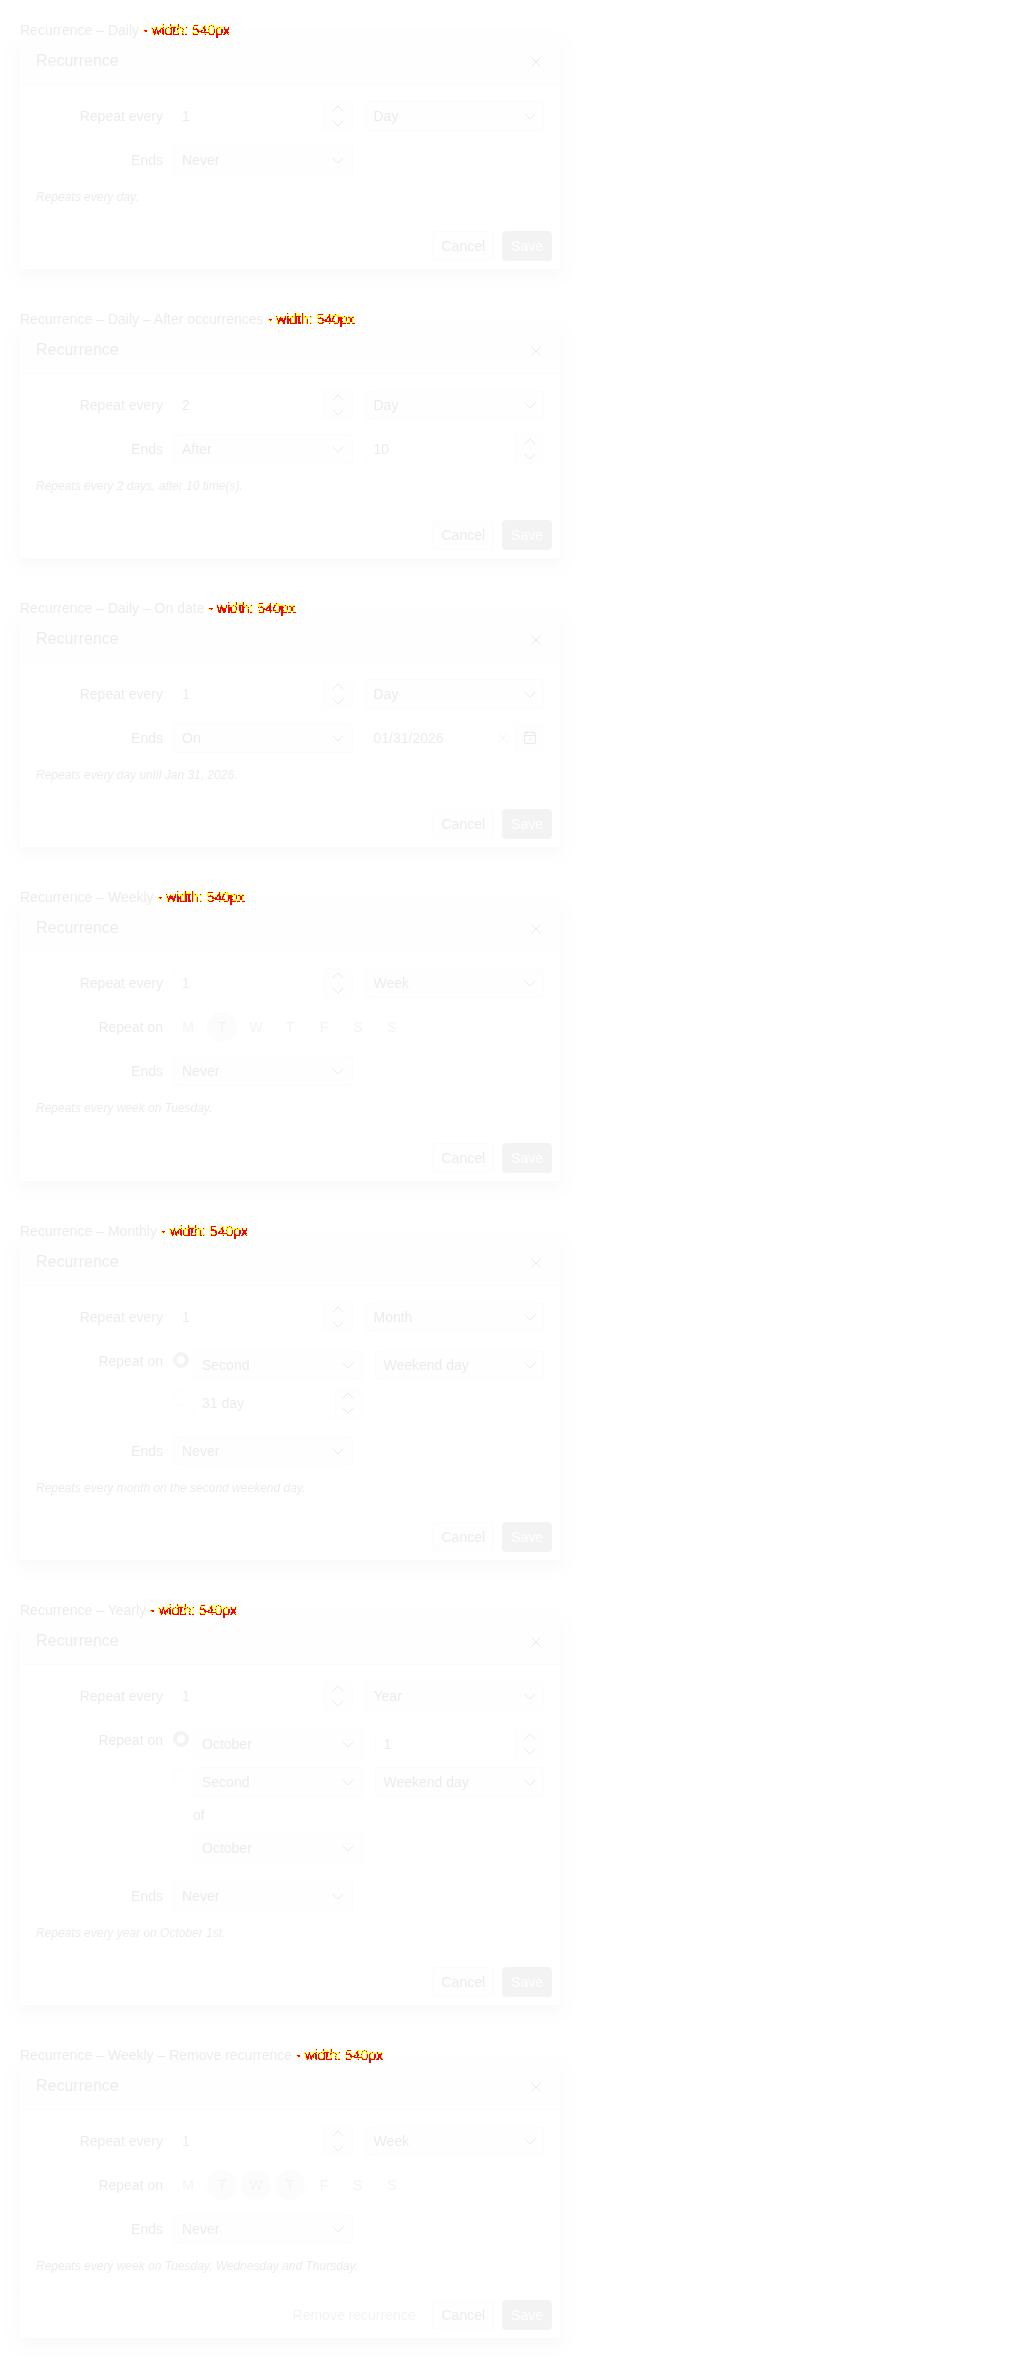 Recurrence – Daily - width: 540px
Recurrence
Repeat every 1 Day
Ends Never
Repeats every day.
Cancel Save
Recurrence – Daily – After occurrences - width: 540px
Recurrence
Repeat every 2 Day
Ends After 10
Repeats every 2 days, after 10 time(s).
Cancel Save
Recurrence – Daily – On date - width: 540px
Recurrence
Repeat every 1 Day
Ends On 01/31/2026
Repeats every day until Jan 31, 2026.
Cancel Save
Recurrence – Weekly - width: 540px
Recurrence
Repeat every 1 Week
Repeat on M T W T F S S
Ends Never
Repeats every week on Tuesday.
Cancel Save
Recurrence – Monthly - width: 540px
Recurrence
Repeat every 1 Month
Repeat on Second Weekend day
31 day
Ends Never
Repeats every month on the second weekend day.
Cancel Save
Recurrence – Yearly - width: 540px
Recurrence
Repeat every 1 Year
Repeat on October 1
Second Weekend day
of
October
Ends Never
Repeats every year on October 1st.
Cancel Save
Recurrence – Weekly – Remove recurrence - width: 540px
Recurrence
Repeat every 1 Week
Repeat on M T W T F S S
Ends Never
Repeats every week on Tuesday, Wednesday and Thursday.
Remove recurrence Cancel Save